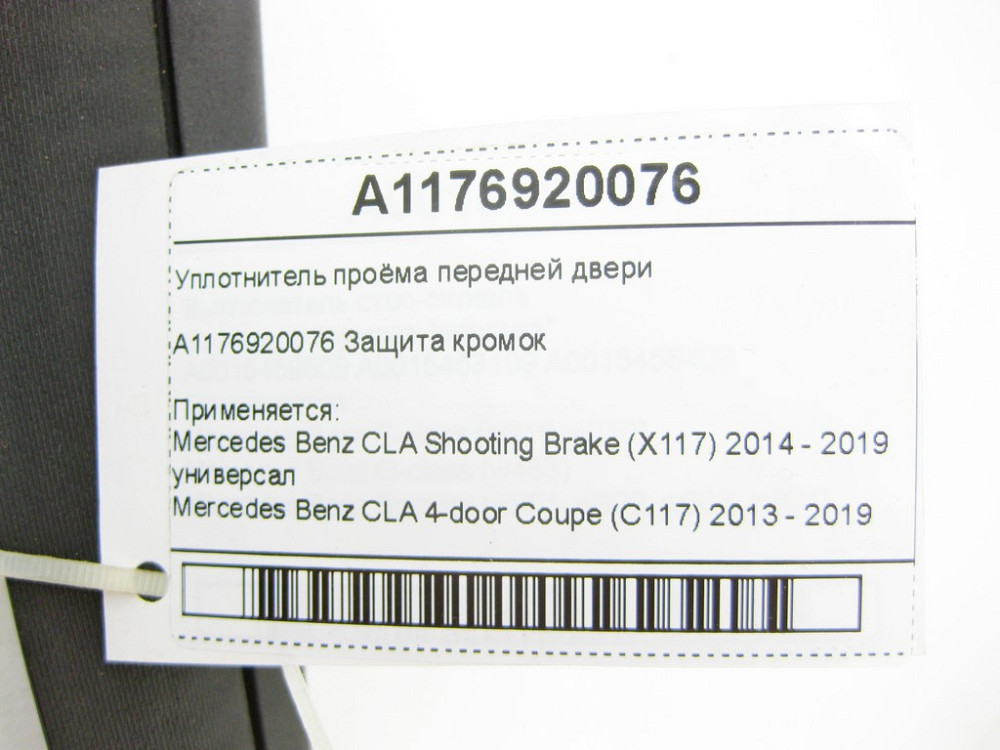 A1176920076
Уплотнитель проёма передней двери
A1176920076 Защита кромок
Применяется:
Mercedes Benz CLA Shooting Brake (X117) 2014 - 2019
универсал
Mercedes Benz CLA 4-door Coupe (C117) 2013 - 2019